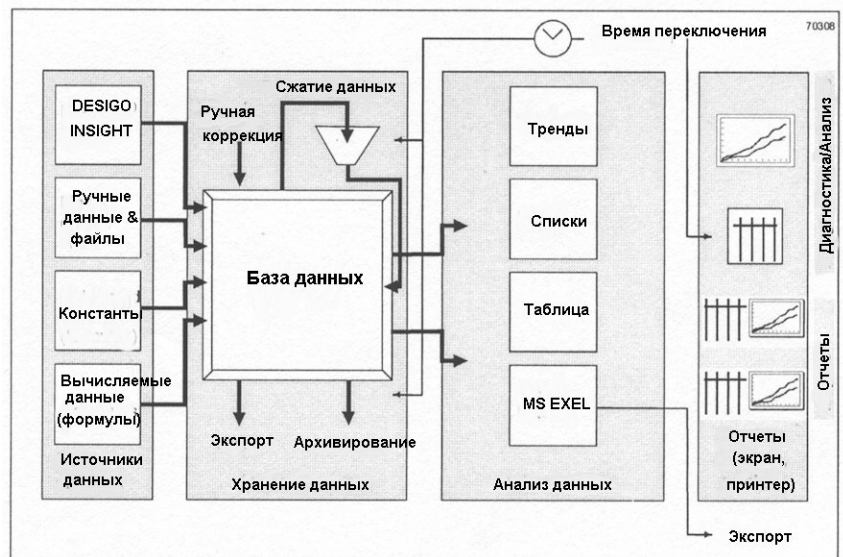 70308
Время переключения
DESIGO
INSIGHT
Ручные
данные &
файлы
Константы
Вычисляемые
данные
(формулы)
Источники
данных
Сжатие данных
Ручная
коррекция
База данных
Экспорт
Архивирование
Хранение данных
Тренды
Списки
Таблица
MS EXEL
Анализ данных
Диагностика/Анализ
Отчеты
Отчеты
(экран,
принтер)
Экспорт